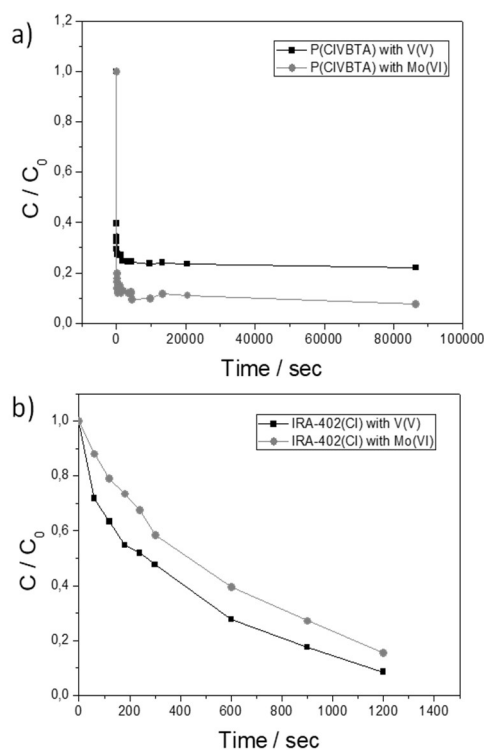 a)
P(ClVBTA) with V(V)
P(ClVBTA) with Mo(VI)
1,2
1,0
0,8
0,6
0,4
0,2
0,0
C / C0
0
20000
40000
60000
80000
100000
Time / sec
b)
IRA-402(Cl) with V(V)
IRA-402(Cl) with Mo(VI)
1,0
0,8
0,6
0,4
0,2
0,0
C / C0
0
200
400
600
800
1000
1200
1400
Time / sec